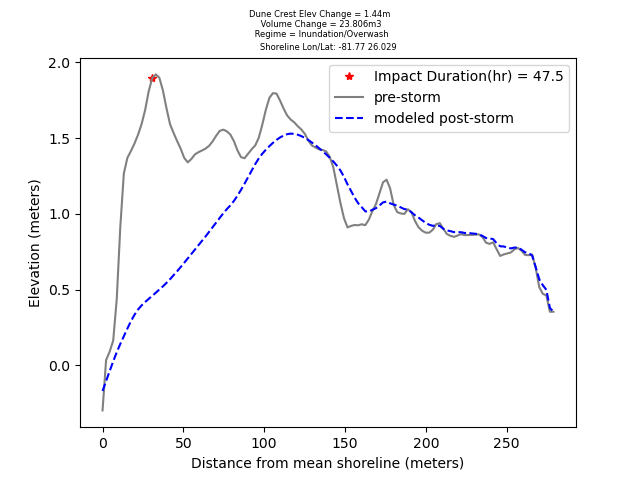 Dune Crest Elev Change = 1.44m
Volume Change = 23.806m3
Regime = Inundation/Overwash
Shoreline Lon/Lat: -81.77 26.029
Impact Duration(hr) = 47.5
pre-storm
modeled post-storm
Elevation (meters)
2.0
1.5
1.0
0.5
0.0
0 50 100 150 200 250
Distance from mean shoreline (meters)